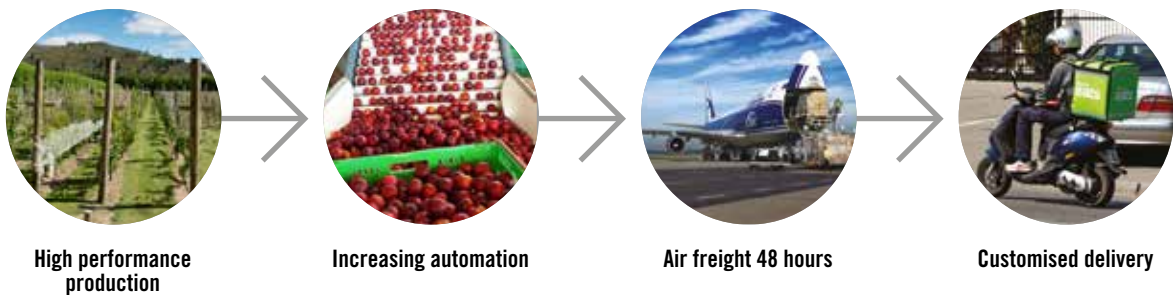 High performance
production
Increasing automation
Air freight 48 hours
Customised delivery